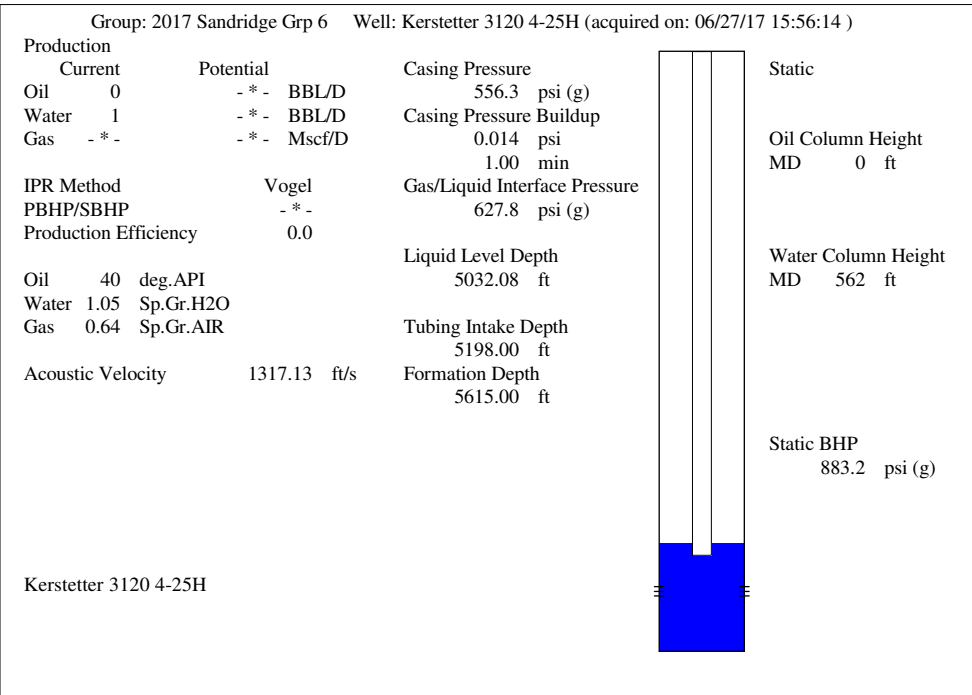 Group: 2017 Sandridge Grp 6 Well: Kerstetter 3120 4-25H (acquired on: 06/27/17 15:56:14 )
Production
Current Potential
Oil 0 - * - BBL/D
Water 1 - * - BBL/D
Gas - * - - * - Mscf/D
IPR Method Vogel
PBHP/SBHP - * -
Production Efficiency 0.0
Oil 40 deg.API
Water 1.05 Sp.Gr.H2O
Gas 0.64 Sp.Gr.AIR
Acoustic Velocity 1317.13 ft/s
Casing Pressure
556.3 psi (g)
Casing Pressure Buildup
0.014 psi
1.00 min
Gas/Liquid Interface Pressure
627.8 psi (g)
Liquid Level Depth
5032.08 ft
Tubing Intake Depth
5198.00 ft
Formation Depth
5615.00 ft
Static
Oil Column Height
MD 0 ft
Water Column Height
MD 562 ft
Static BHP
883.2 psi (g)
Kerstetter 3120 4-25H